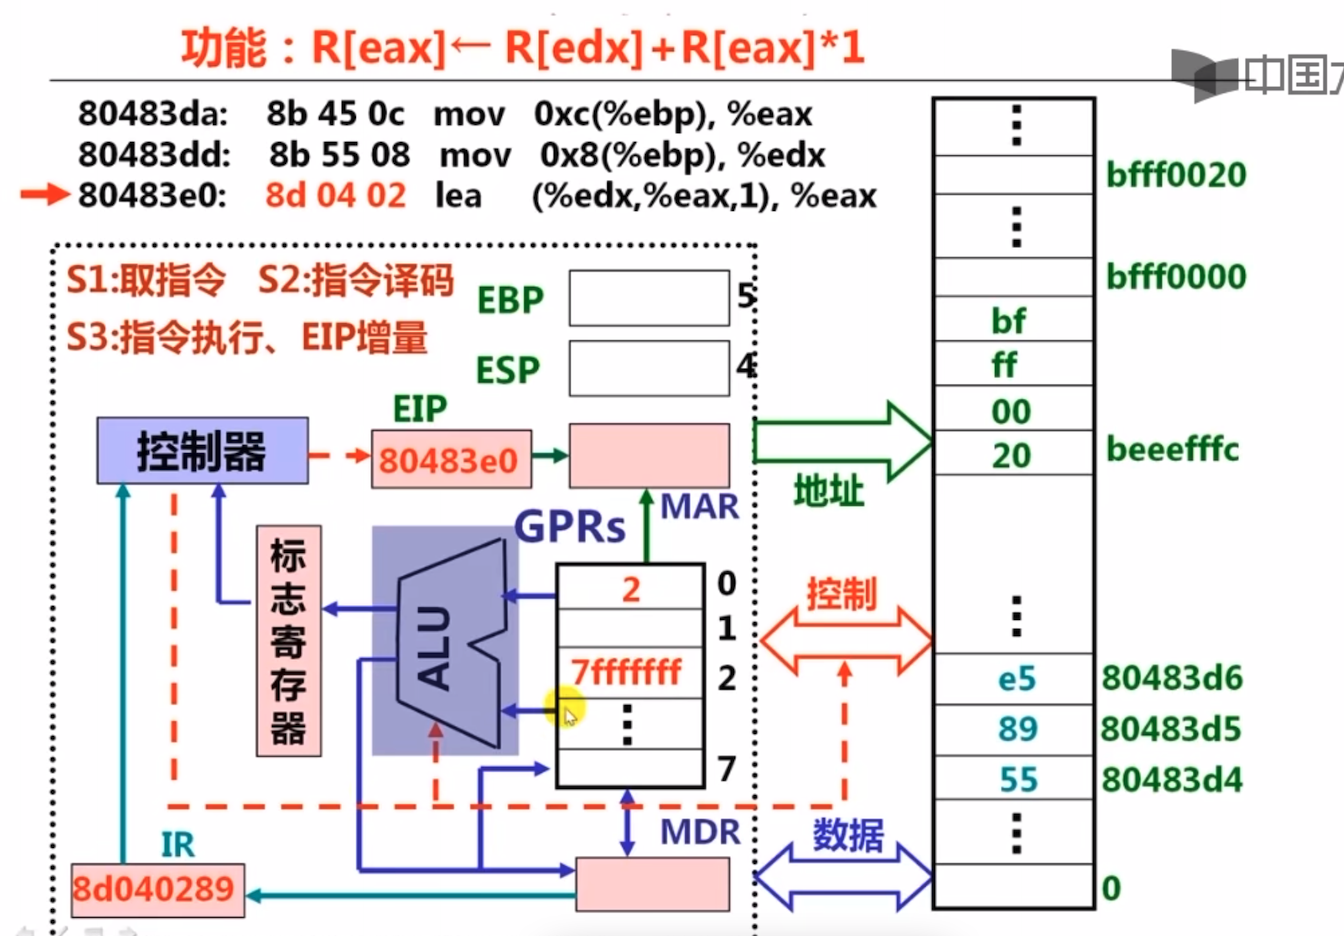 功能：R[eax]← R[edx]+R[eax]*1
中国大
80483da: 8b 45 0c mov 0xc(%ebp), %eax
80483dd: 8b 55 08 mov 0x8(%ebp), %edx
80483e0: 8d 04 02 lea (%edx,%eax,1), %eax
bfff0020
bfff0000
S1:取指令 S2:指令译码
S3:指令执行、EIP增量
EBP
5
ESP
4
bf
ff
00
20
beeefffc
EIP
控制器
80483e0
MAR
地址
GPRs
标志寄存器
ALU
2
0
1
7fffffff
2
7
控制
e5
80483d6
89
80483d5
55
80483d4
IR
MDR
数据
8d040289
0